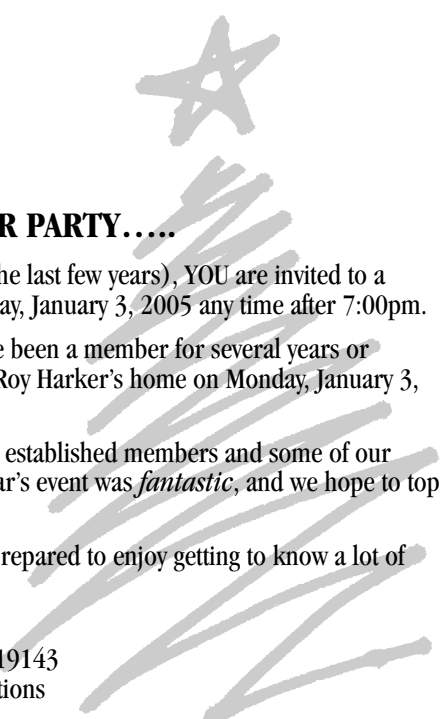 R PARTY…..
he last few years), YOU are invited to a
ay, January 3, 2005 any time after 7:00pm.
e been a member for several years or
Roy Harker's home on Monday, January 3,
established members and some of our
ar's event was fantastic, and we hope to top
repared to enjoy getting to know a lot of
19143
tions